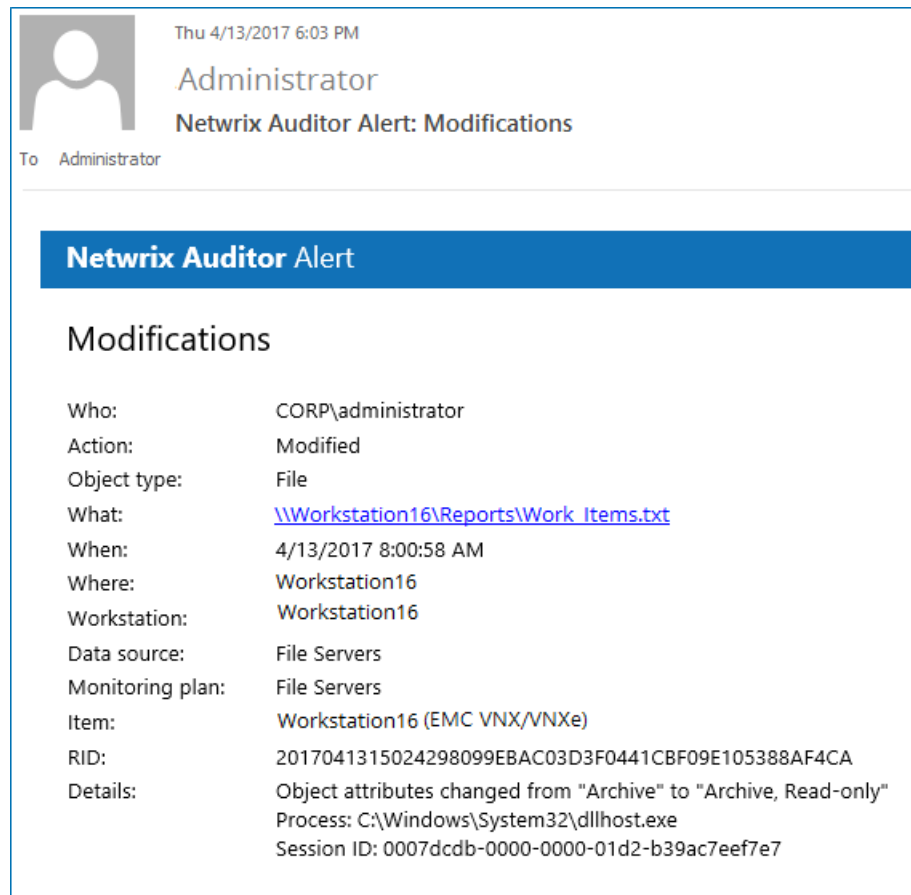 Thu 4/13/2017 6:03 PM
Administrator
Netwrix Auditor Alert: Modifications
To Administrator
Netwrix Auditor Alert
Modifications
Who: CORP\administrator
Action: Modified
Object type: File
What: \\Workstation16\Reports\Work_Items.txt
When: 4/13/2017 8:00:58 AM
Where: Workstation16
Workstation: Workstation16
Data source: File Servers
Monitoring plan: File Servers
Item: Workstation16 (EMC VNX/VNXe)
RID: 2017041315024298099EBAC03D3F0441CBF09E105388AF4CA
Details: Object attributes changed from "Archive" to "Archive, Read-only"
Process: C:\Windows\System32\dllhost.exe
Session ID: 0007dcdb-0000-0000-01d2-b39ac7eef7e7